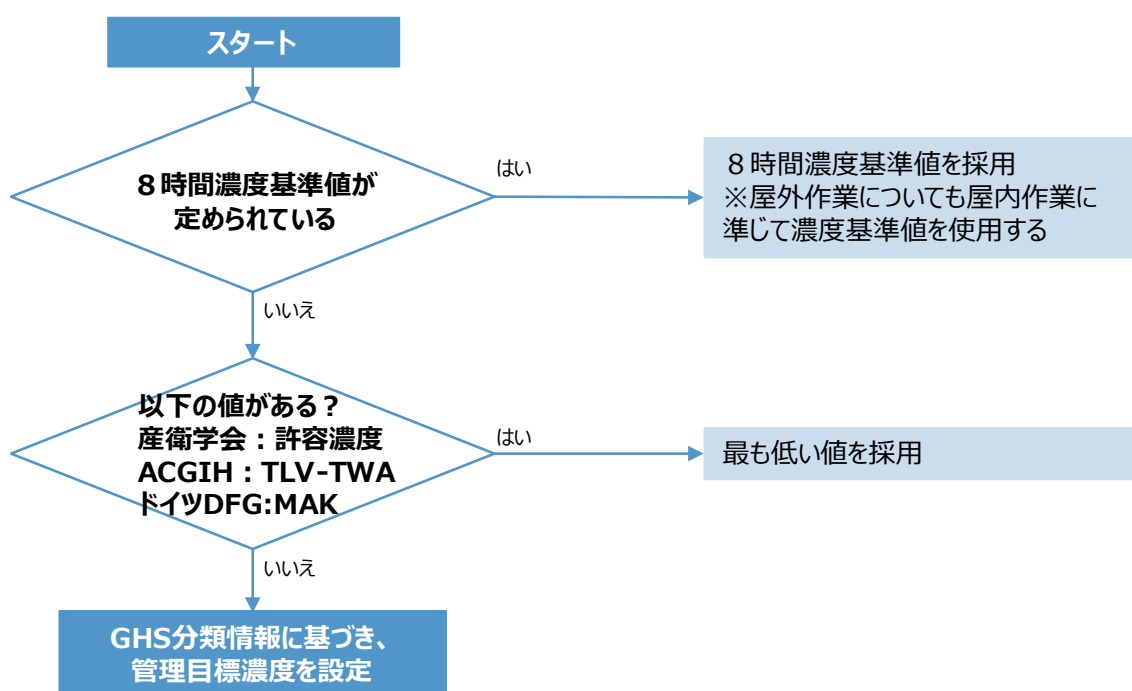 スタート
８時間濃度基準値が
定められている
はい
８時間濃度基準値を採用
※屋外作業についても屋内作業に
準じて濃度基準値を使用する
いいえ
以下の値がある？
産衛学会：許容濃度
ACGIH：TLV-TWA
ドイツDFG:MAK
はい
最も低い値を採用
いいえ
GHS分類情報に基づき、
管理目標濃度を設定